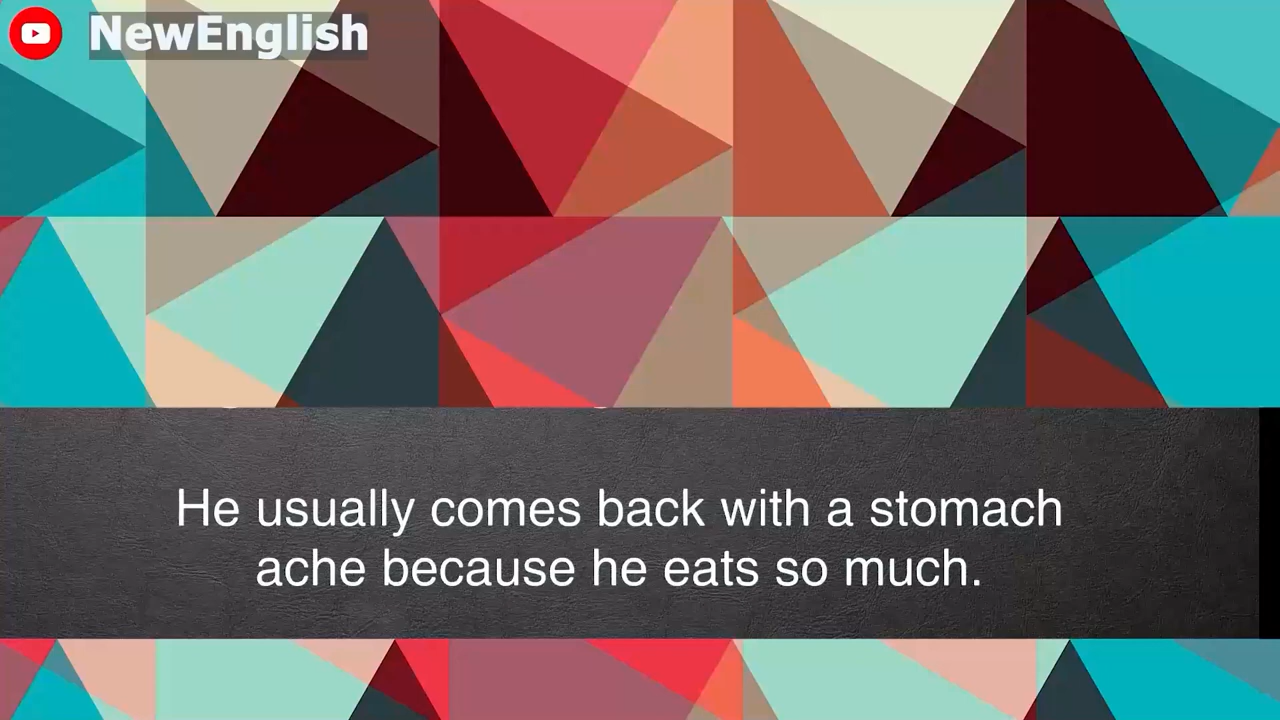 NewEnglish
He usually comes back with a stomach
ache because he eats so much.